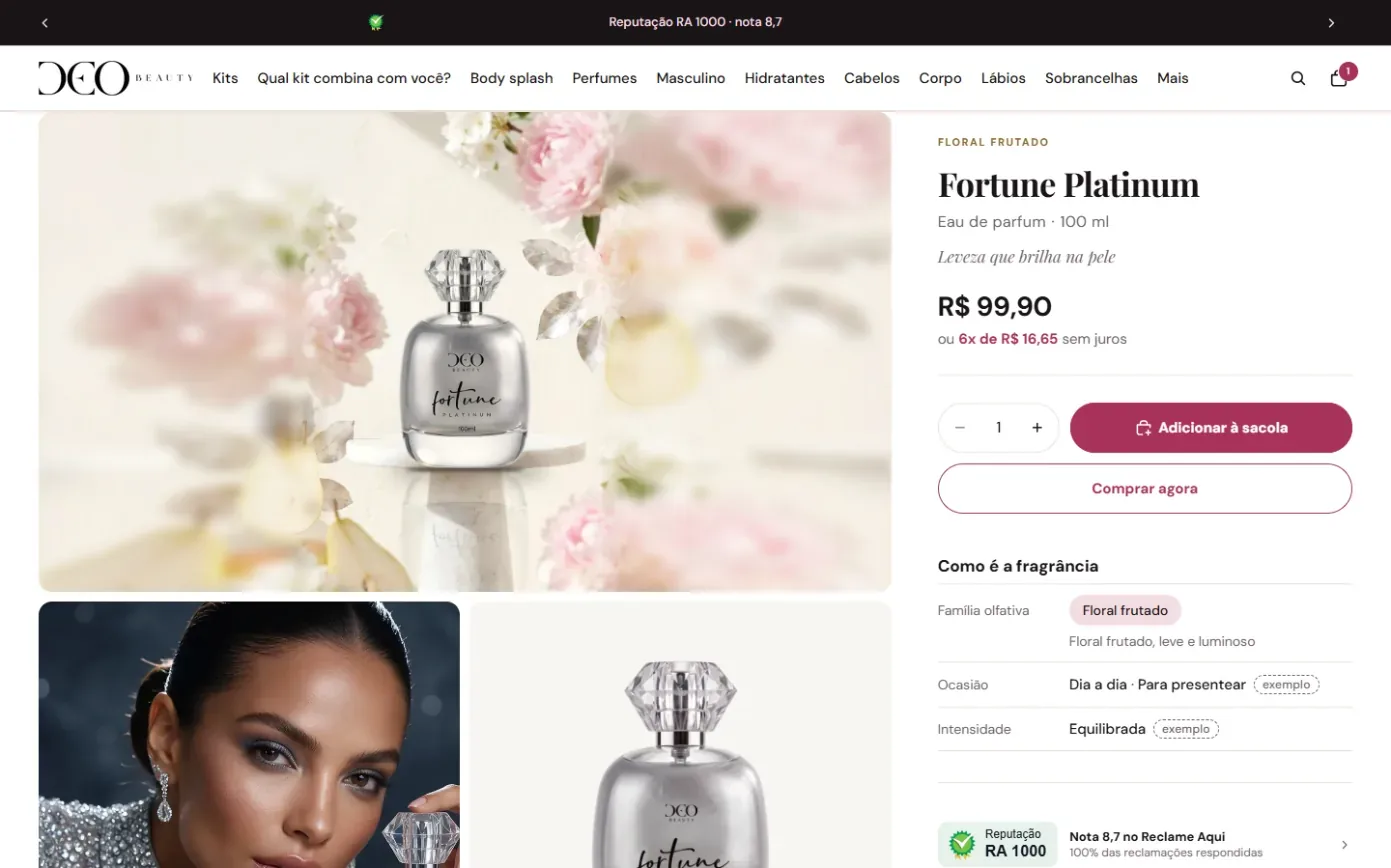 Reputação RA 1000 · nota 8,7
DEO BEAUTY
Kits
Qual kit combina com você?
Body splash
Perfumes
Masculino
Hidratantes
Cabelos
Corpo
Lábios
Sobrancelhas
Mais
1
DEO
BEAUTY
fortune
PLATINUM
100ml
DEO
BEAUTY
fortune
FLORAL FRUTADO
Fortune Platinum
Eau de parfum · 100 ml
Leveza que brilha na pele
R$ 99,90
ou 6x de R$ 16,65 sem juros
− 1 +
Adicionar à sacola
Comprar agora
Como é a fragrância
Família olfativa
Floral frutado
Floral frutado, leve e luminoso
Ocasião
Dia a dia · Para presentear
exemplo
Intensidade
Equilibrada
exemplo
Reputação
RA 1000
Nota 8,7 no Reclame Aqui
100% das reclamações respondidas